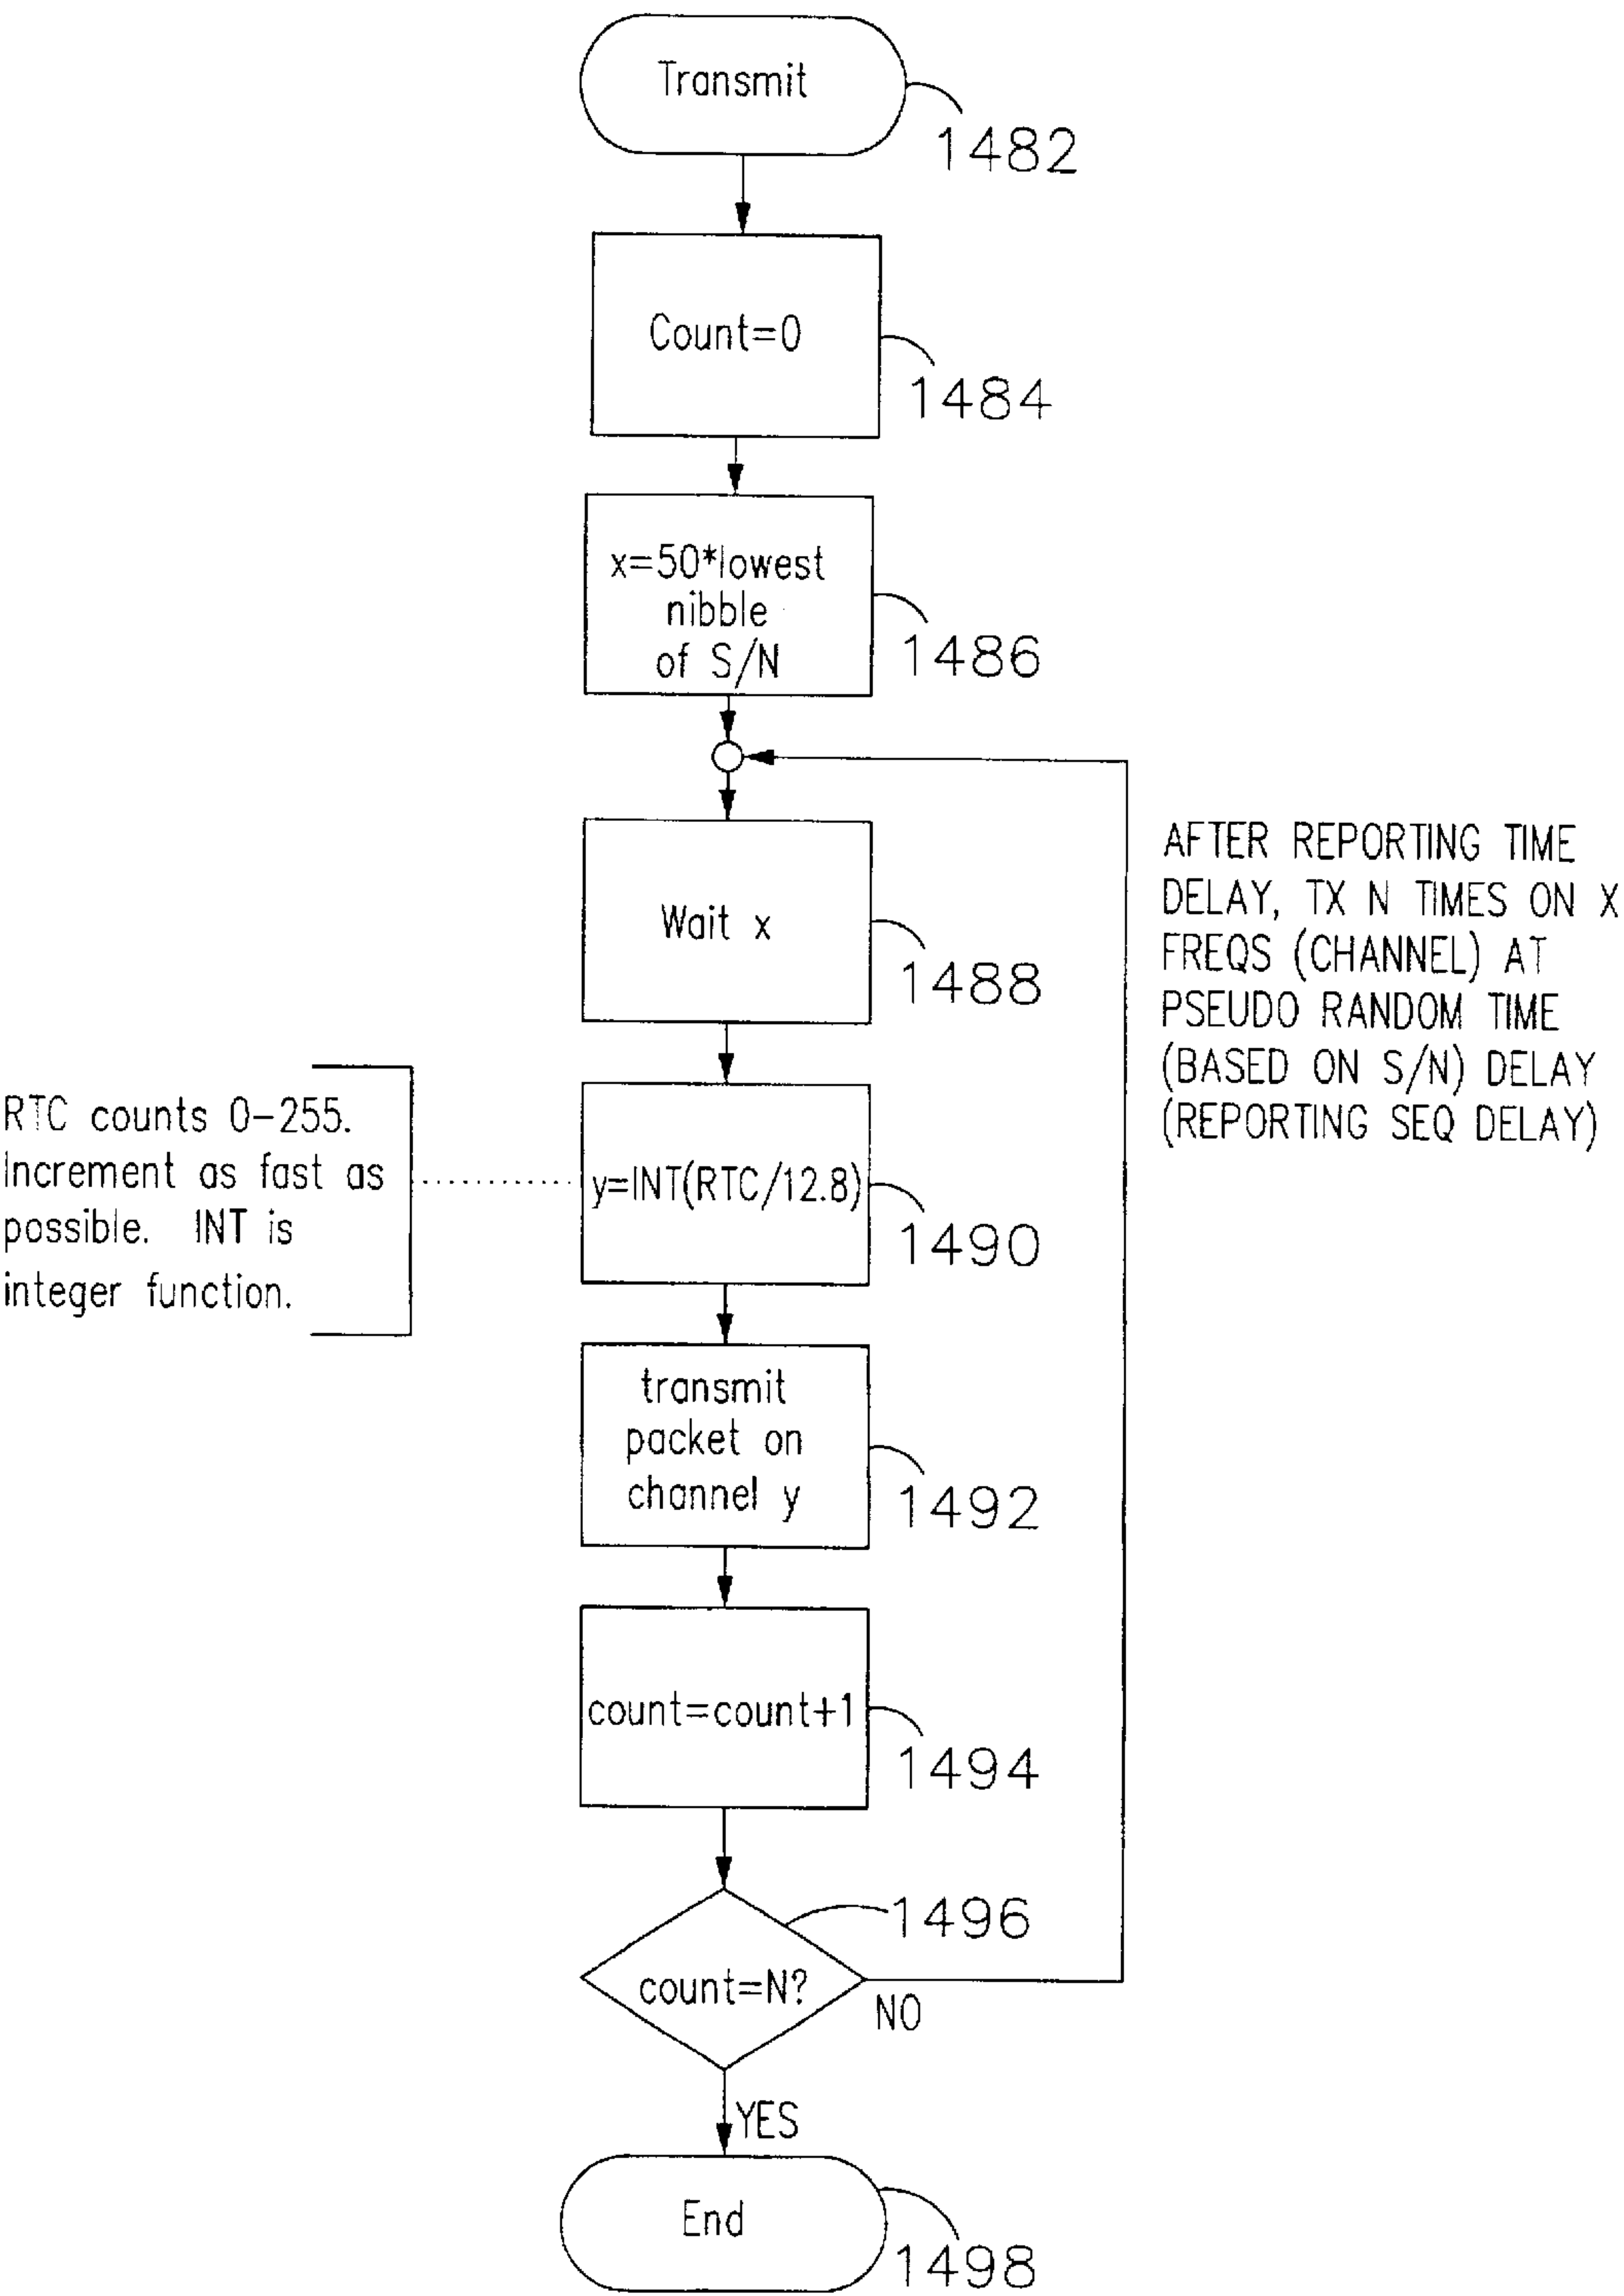 Transmit
1482
Count=0
1484
x=50*lowest
nibble
of S/N
1486
Wait x
1488
AFTER REPORTING TIME
DELAY, TX N TIMES ON X
FREQS (CHANNEL) AT
PSEUDO RANDOM TIME
(BASED ON S/N) DELAY
(REPORTING SEQ DELAY)
RTC counts 0-255.
Increment as fast as
possible. INT is
integer function.
y=INT(RTC/12.8)
1490
transmit
packet on
channel y
1492
count=count+1
1494
1496
count=N?
NO
YES
End
1498